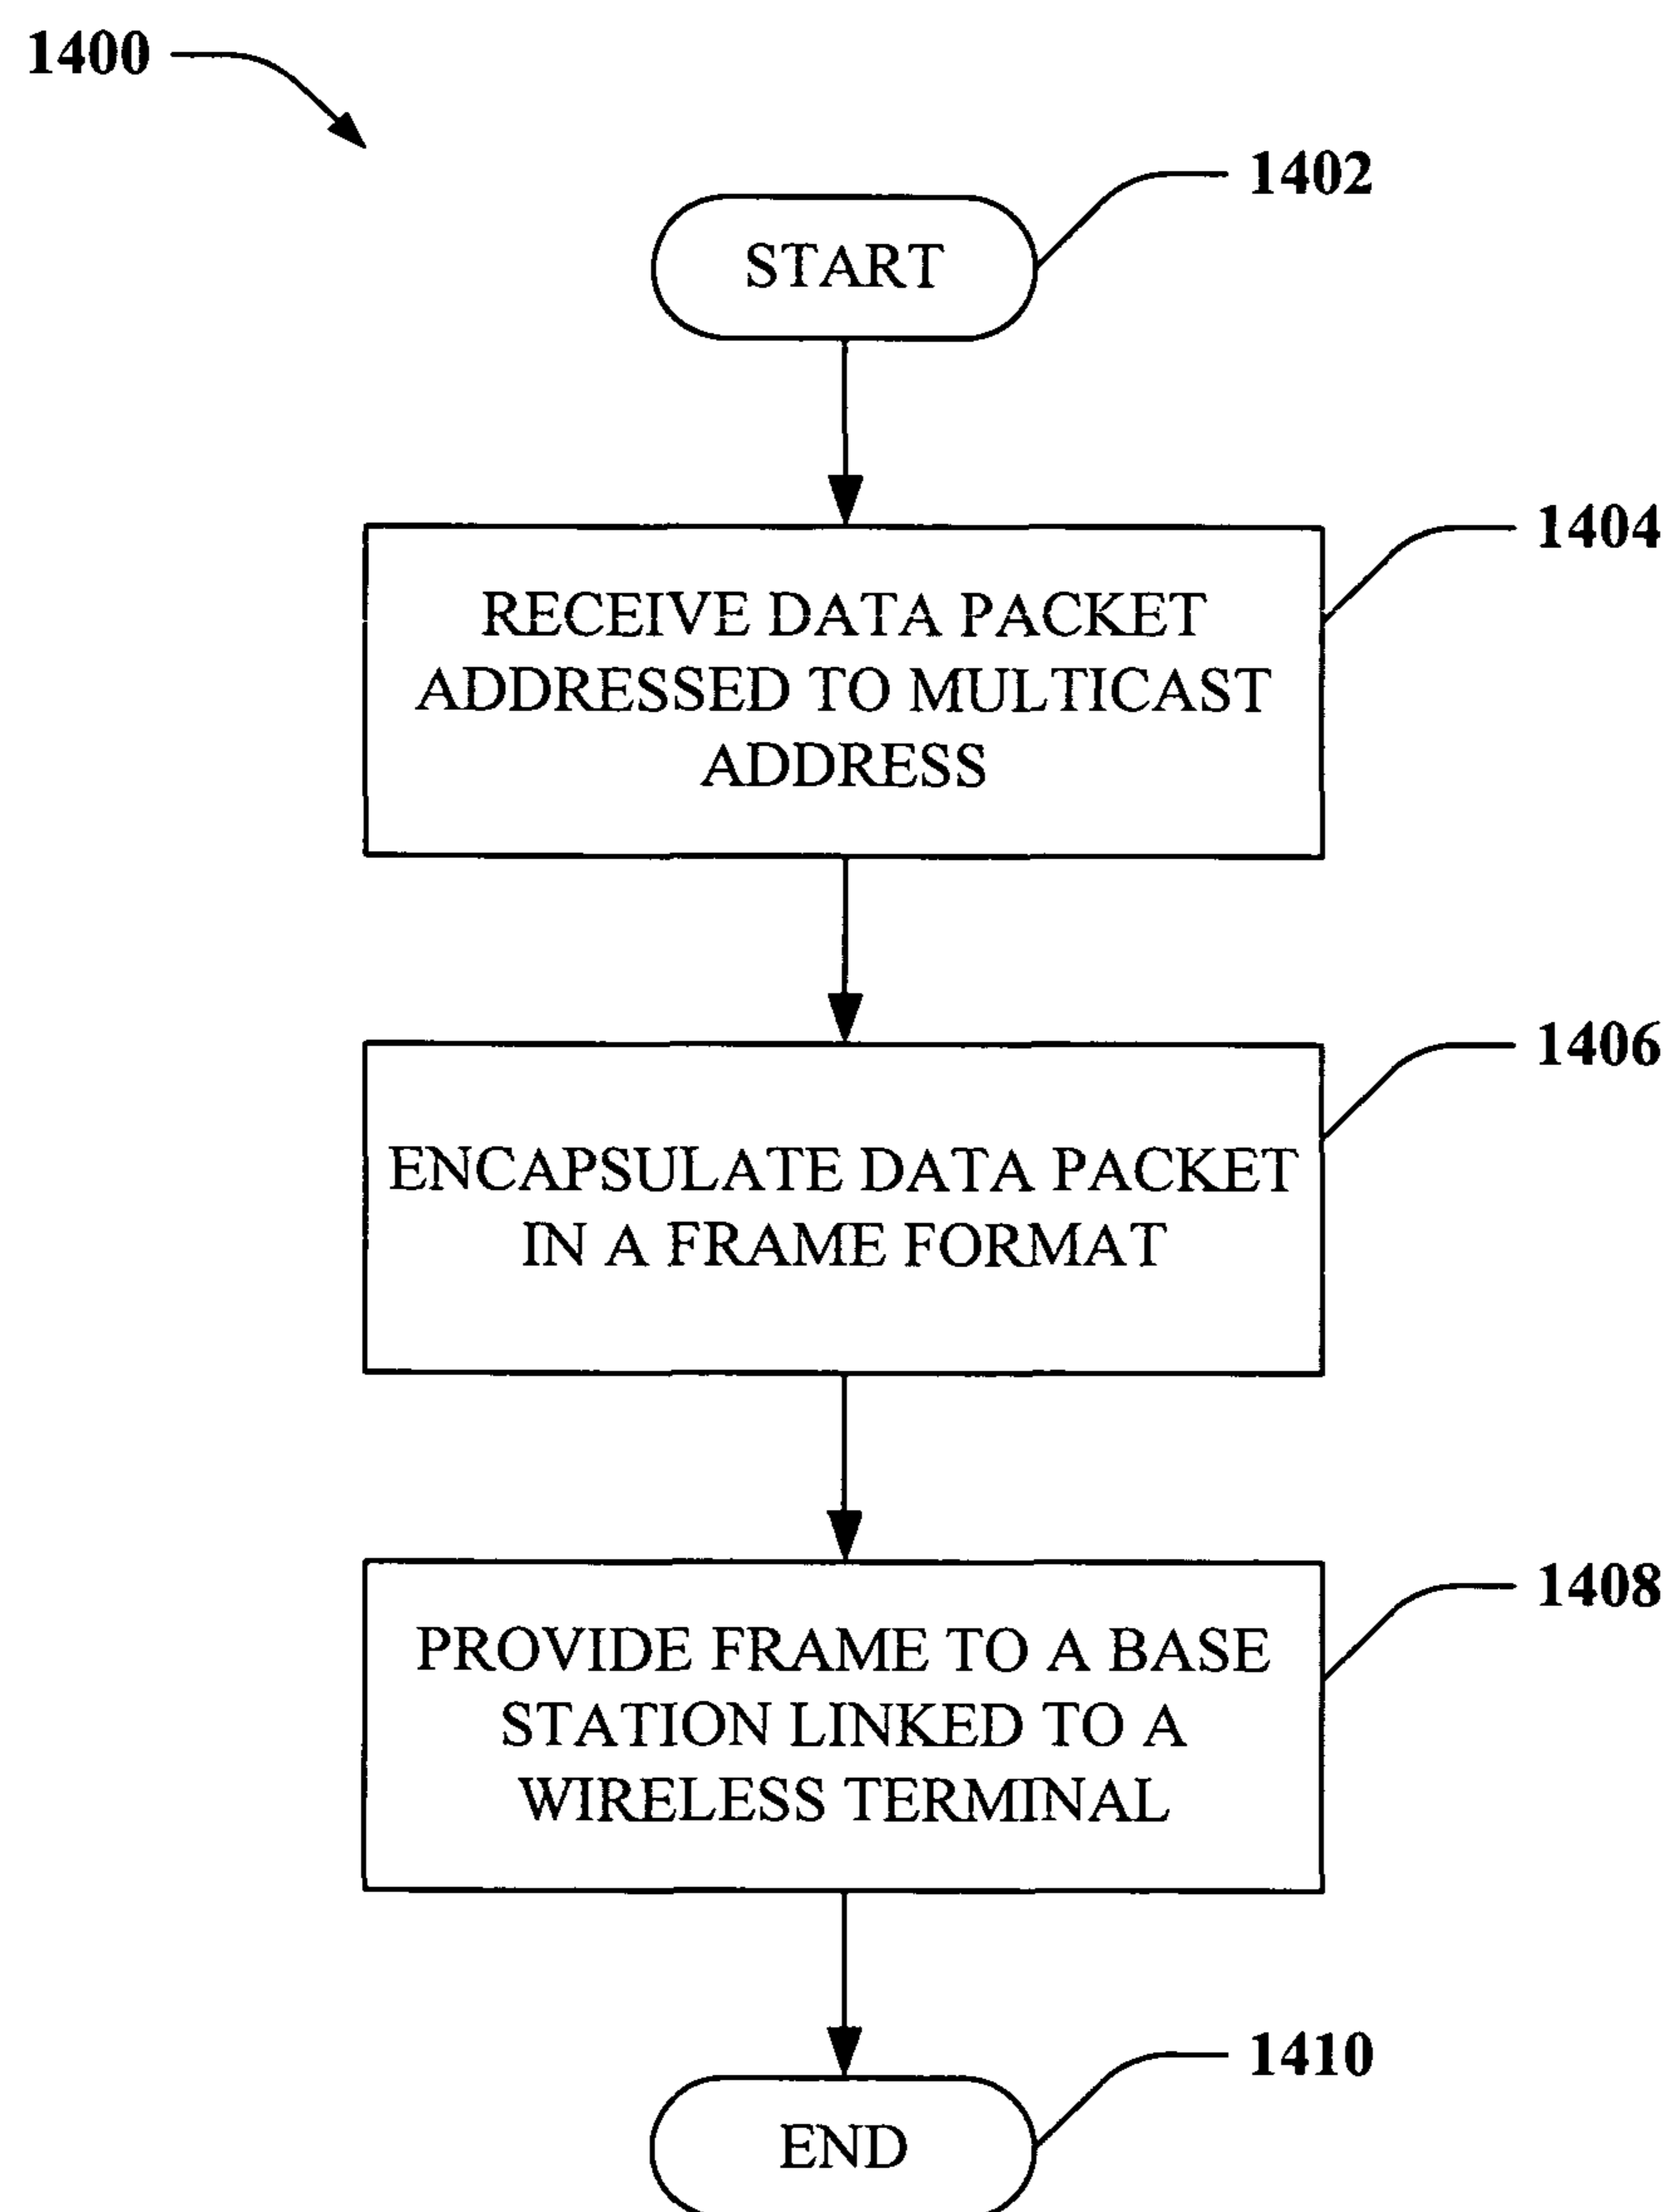 1400
1402
START
1404
RECEIVE DATA PACKET
ADDRESSED TO MULTICAST
ADDRESS
1406
ENCAPSULATE DATA PACKET
IN A FRAME FORMAT
1408
PROVIDE FRAME TO A BASE
STATION LINKED TO A
WIRELESS TERMINAL
1410
END